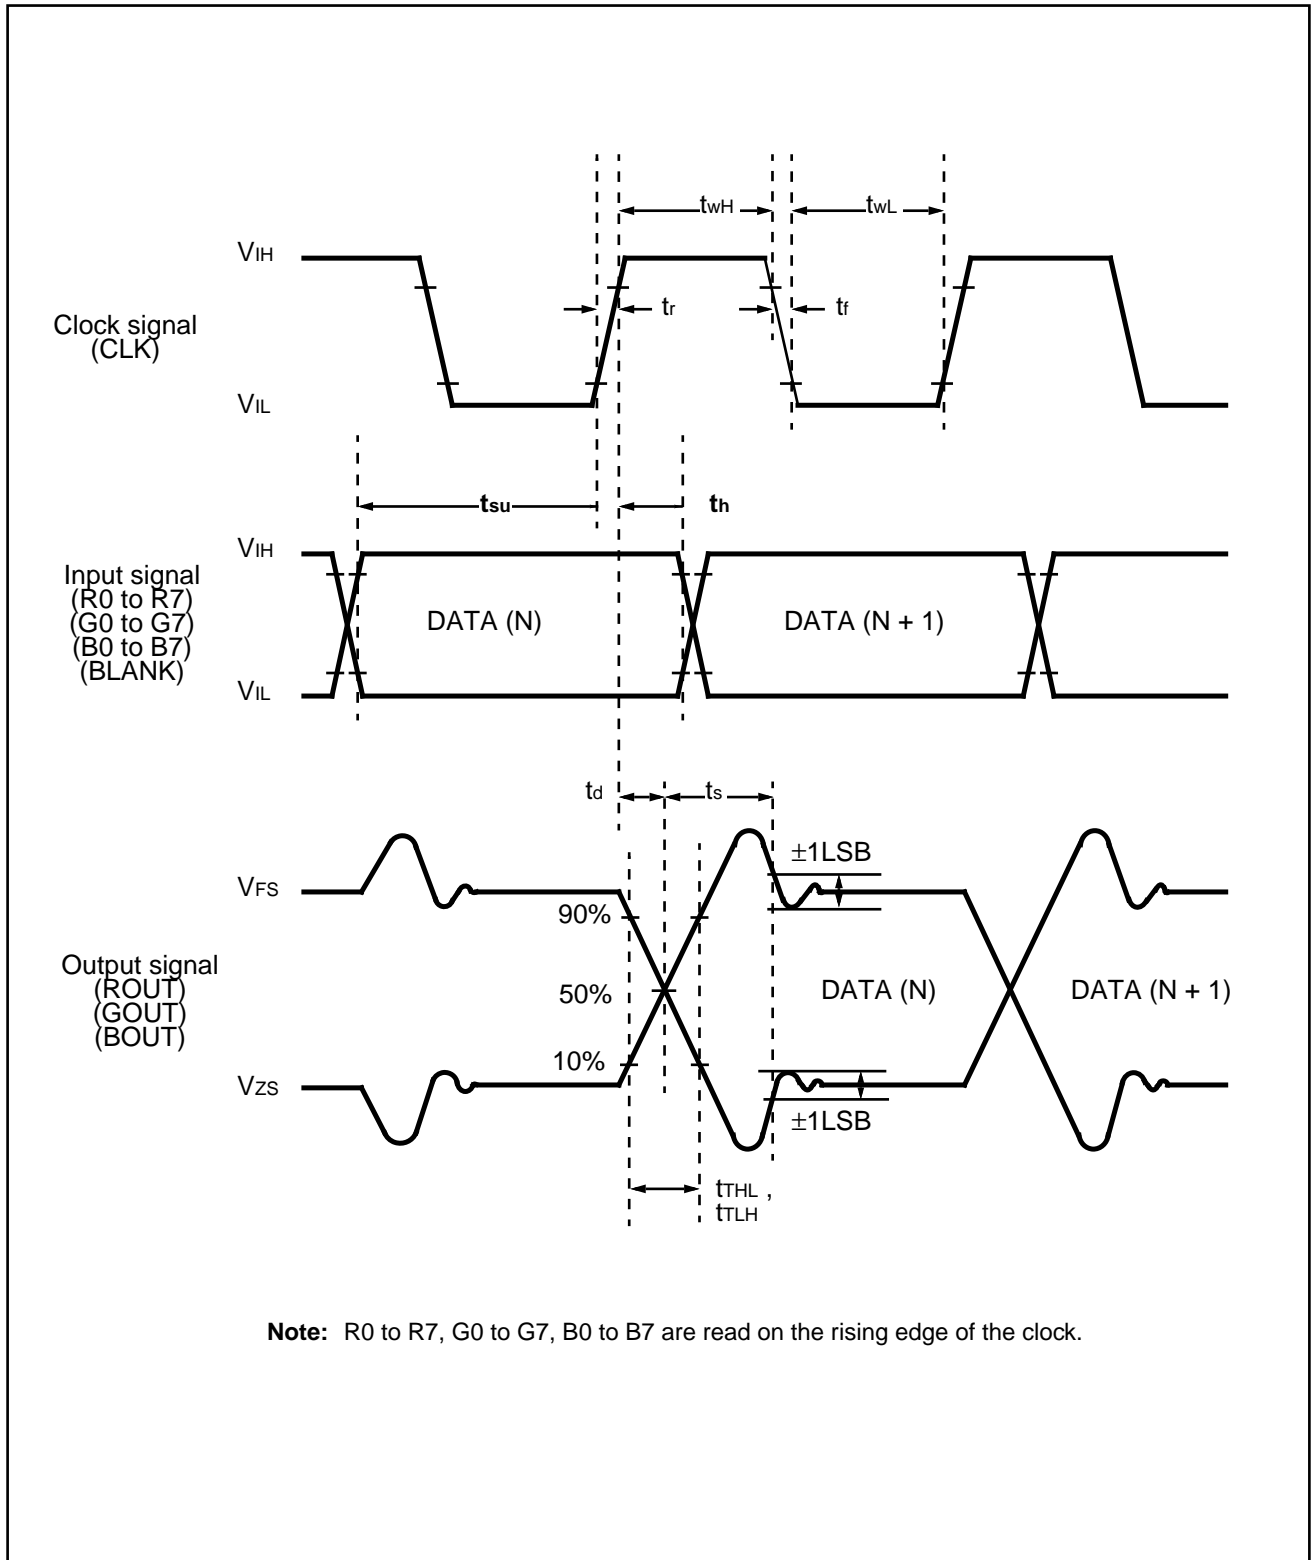 twH
twL
VIH
tr
tf
Clock signal
(CLK)
VIL
tsu
th
VIH
Input signal
(R0 to R7)
(G0 to G7)
(B0 to B7)
(BLANK)
DATA (N)
DATA (N + 1)
VIL
td
ts
±1LSB
VFS
90%
Output signal
(ROUT)
(GOUT)
(BOUT)
50%
DATA (N)
DATA (N + 1)
10%
VZS
±1LSB
tTHL ,
tTLH
Note: R0 to R7, G0 to G7, B0 to B7 are read on the rising edge of the clock.